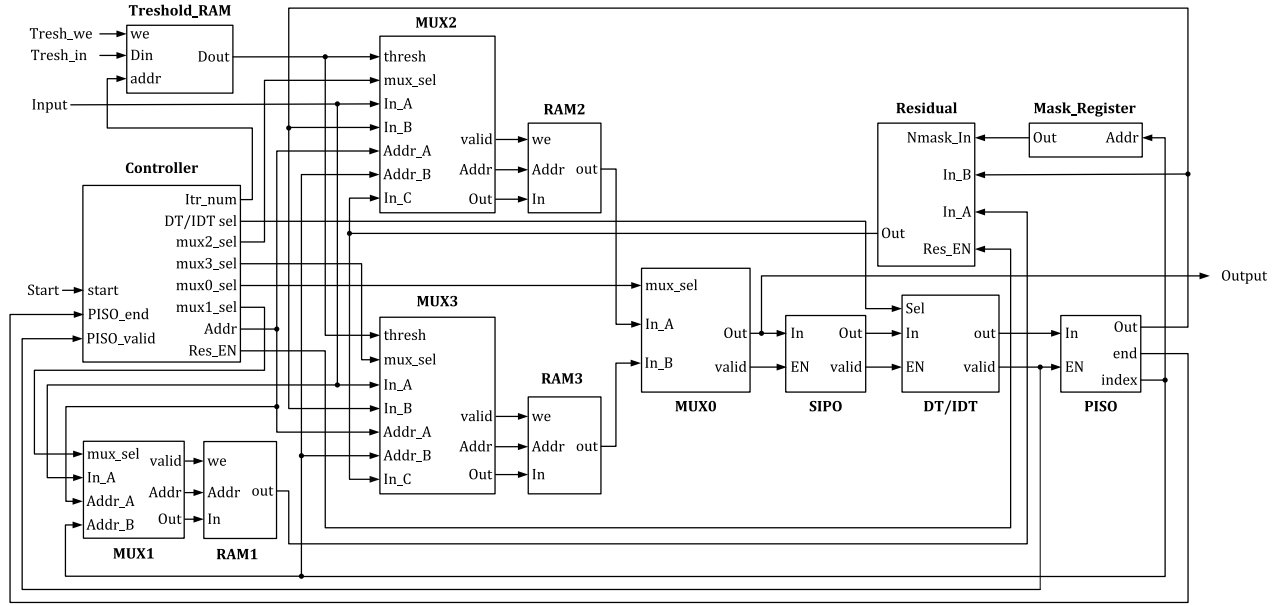 Treshold_RAM
Tresh_we
we
Tresh_in
Din
Dout
addr
Input
MUX2
thresh
mux_sel
In_A
In_B
valid
Addr_A
Addr
Addr_B
Out
In_C
RAM2
we
Addr
out
In
Residual
Nmask_In
In_B
In_A
Out
Res_EN
Mask_Register
Out
Addr
Controller
Itr_num
DT/IDT sel
mux2_sel
mux3_sel
Start
start
mux0_sel
mux1_sel
PISO_end
Addr
PISO_valid
Res_EN
MUX3
thresh
mux_sel
In_A
In_B
valid
Addr_A
Addr
Addr_B
Out
In_C
RAM3
we
Addr
out
In
mux_sel
In_A
Out
In_B
valid
MUX0
In
Out
EN
valid
SIPO
Sel
In
out
EN
valid
DT/IDT
Output
In
Out
end
EN
index
PISO
mux_sel
valid
In_A
Addr
Addr_A
Out
Addr_B
MUX1
we
Addr
out
In
RAM1